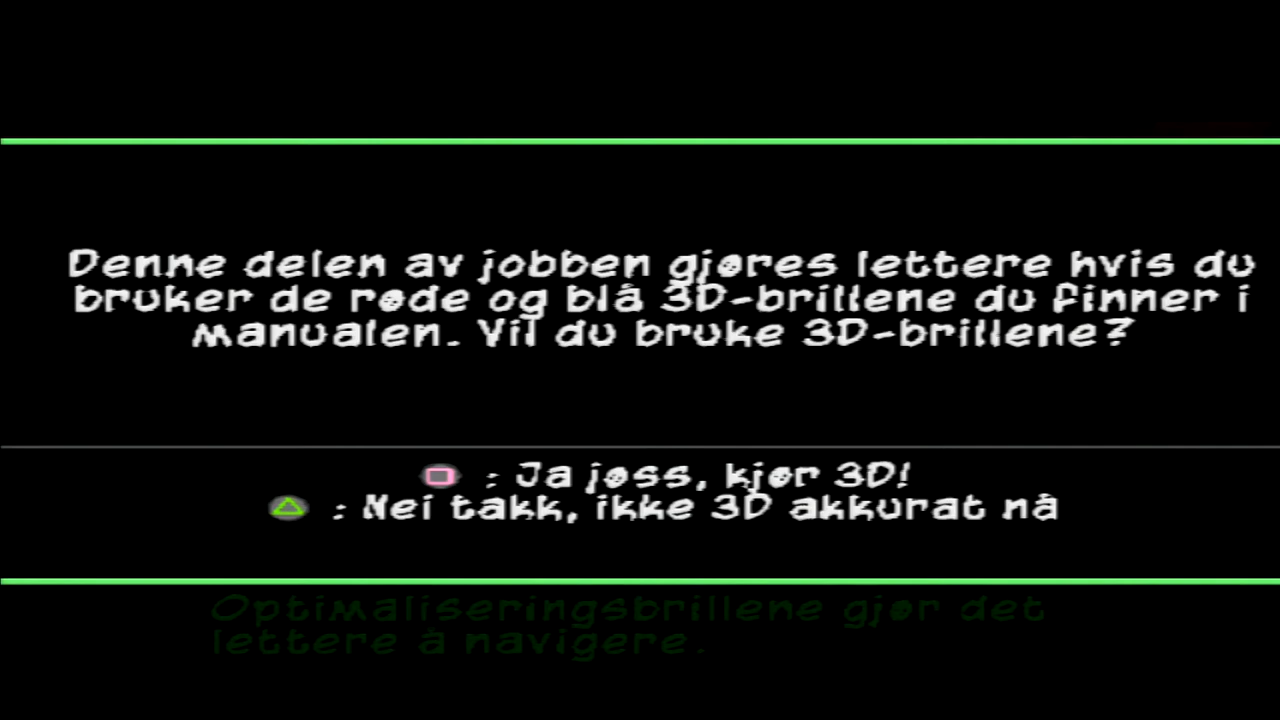 Denne delen av jobben gjøres lettere hvis du
bruker de røde og blå 3D-brillene du finner i
manualen. Vil du bruke 3D-brillene?
: Ja jøss, kjør 3D!
: Nei takk, ikke 3D akkurat nå
Optimaliseringsbrillene gjør det
lettere å navigere.